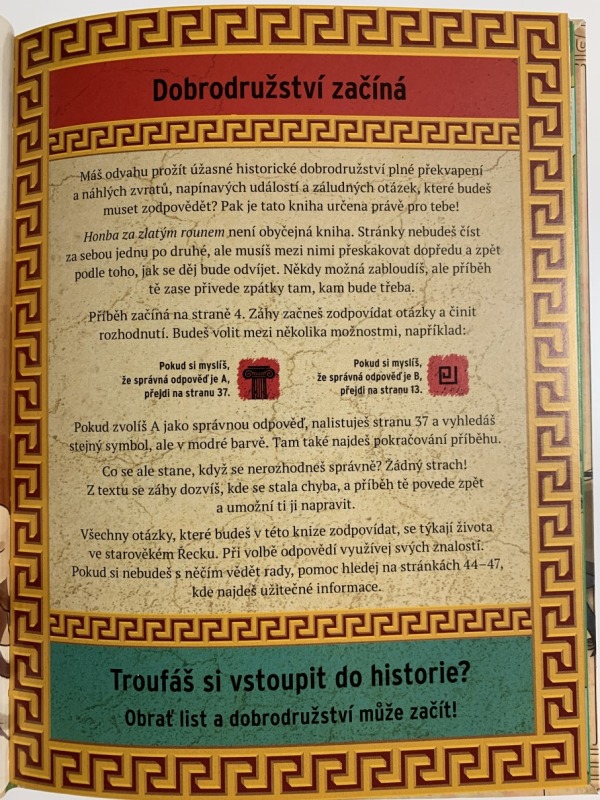 Dobrodružství začíná
Máš odvahu prožít úžasné historické dobrodružství plné překvapení
a náhlých zvratů, napínavých událostí a záludných otázek, které budeš
muset zodpovědět? Pak je tato kniha určena právě pro tebe!
Honba za zlatým rounem není obyčejná kniha. Stránky nebudeš číst
za sebou jednu po druhé, ale musíš mezi nimi přeskakovat dopředu a zpět
podle toho, jak se děj bude odvíjet. Někdy možná zabloudíš, ale příběh
tě zase přivede zpátky tam, kam bude třeba.
Příběh začíná na straně 4. Záhy začneš zodpovídat otázky a činit
rozhodnutí. Budeš volit mezi několika možnostmi, například:
Pokud si myslíš,
že správná odpověď je A,
přejdi na stranu 37.
Pokud si myslíš,
že správná odpověď je B,
přejdi na stranu 13.
Pokud zvolíš A jako správnou odpověď, nalistuješ stranu 37 a vyhledáš
stejný symbol, ale v modré barvě. Tam také najdeš pokračování příběhu.
Co se ale stane, když se nerozhodneš správně? Žádný strach!
Z textu se záhy dozvíš, kde se stala chyba, a příběh tě povede zpět
a umožní ti ji napravit.
Všechny otázky, které budeš v této knize zodpovídat, se týkají života
ve starověkém Řecku. Při volbě odpovědí využívej svých znalostí.
Pokud si nebudeš s něčím vědět rady, pomoc hledej na stránkách 44–47,
kde najdeš užitečné informace.
Troufáš si vstoupit do historie?
Obrať list a dobrodružství může začít!